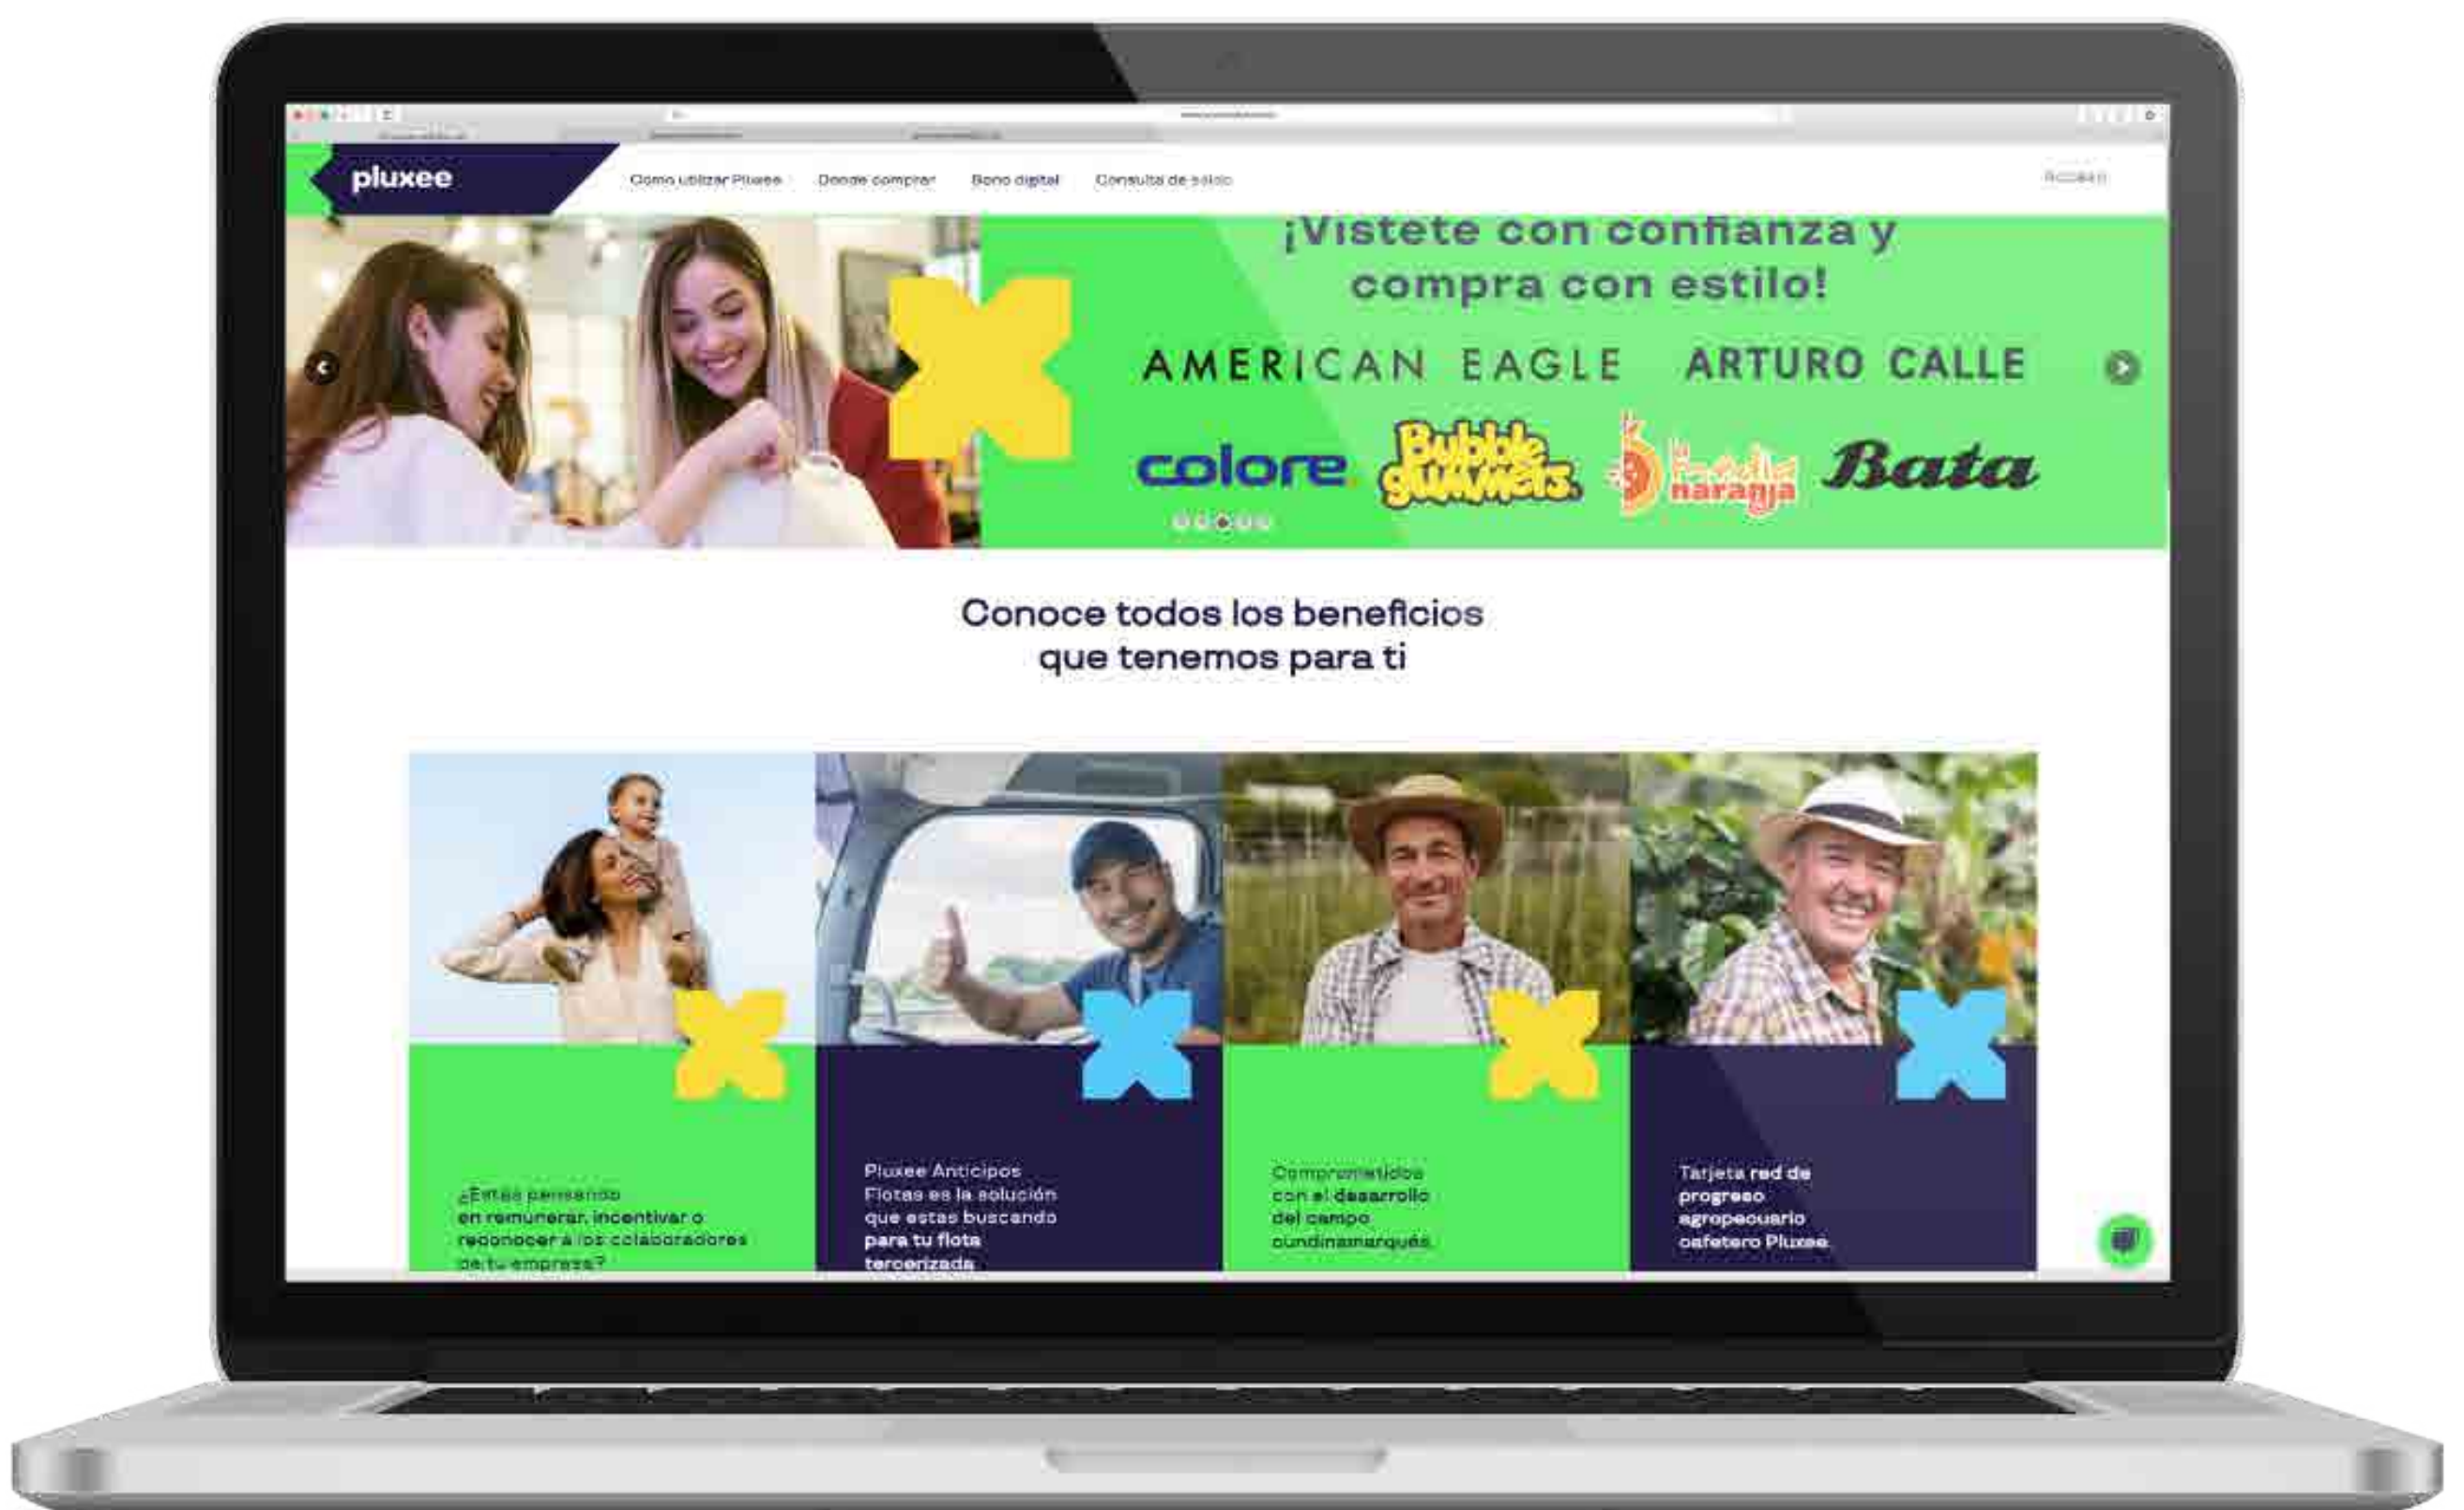 pluxee
Como utilizar Pluxee
Donde comprar
Bono digital
Consulta de saldo
¡Vístete con confianza y
compra con estilo!
AMERICAN EAGLE
ARTURO CALLE
colore
Bubble
gummers
naranja
Bata
Conoce todos los beneficios
que tenemos para ti
¿Estás pensando
en remunerar, incentivar o
reconocer a los colaboradores
de tu empresa?
Pluxee Anticipos
Flotas es la solución
que estas buscando
para tu flota
tercerizada
Comprometidos
con el desarrollo
del campo
cundinamarqués.
Tarjeta red de
progreso
agropecuario
cafetero Pluxee